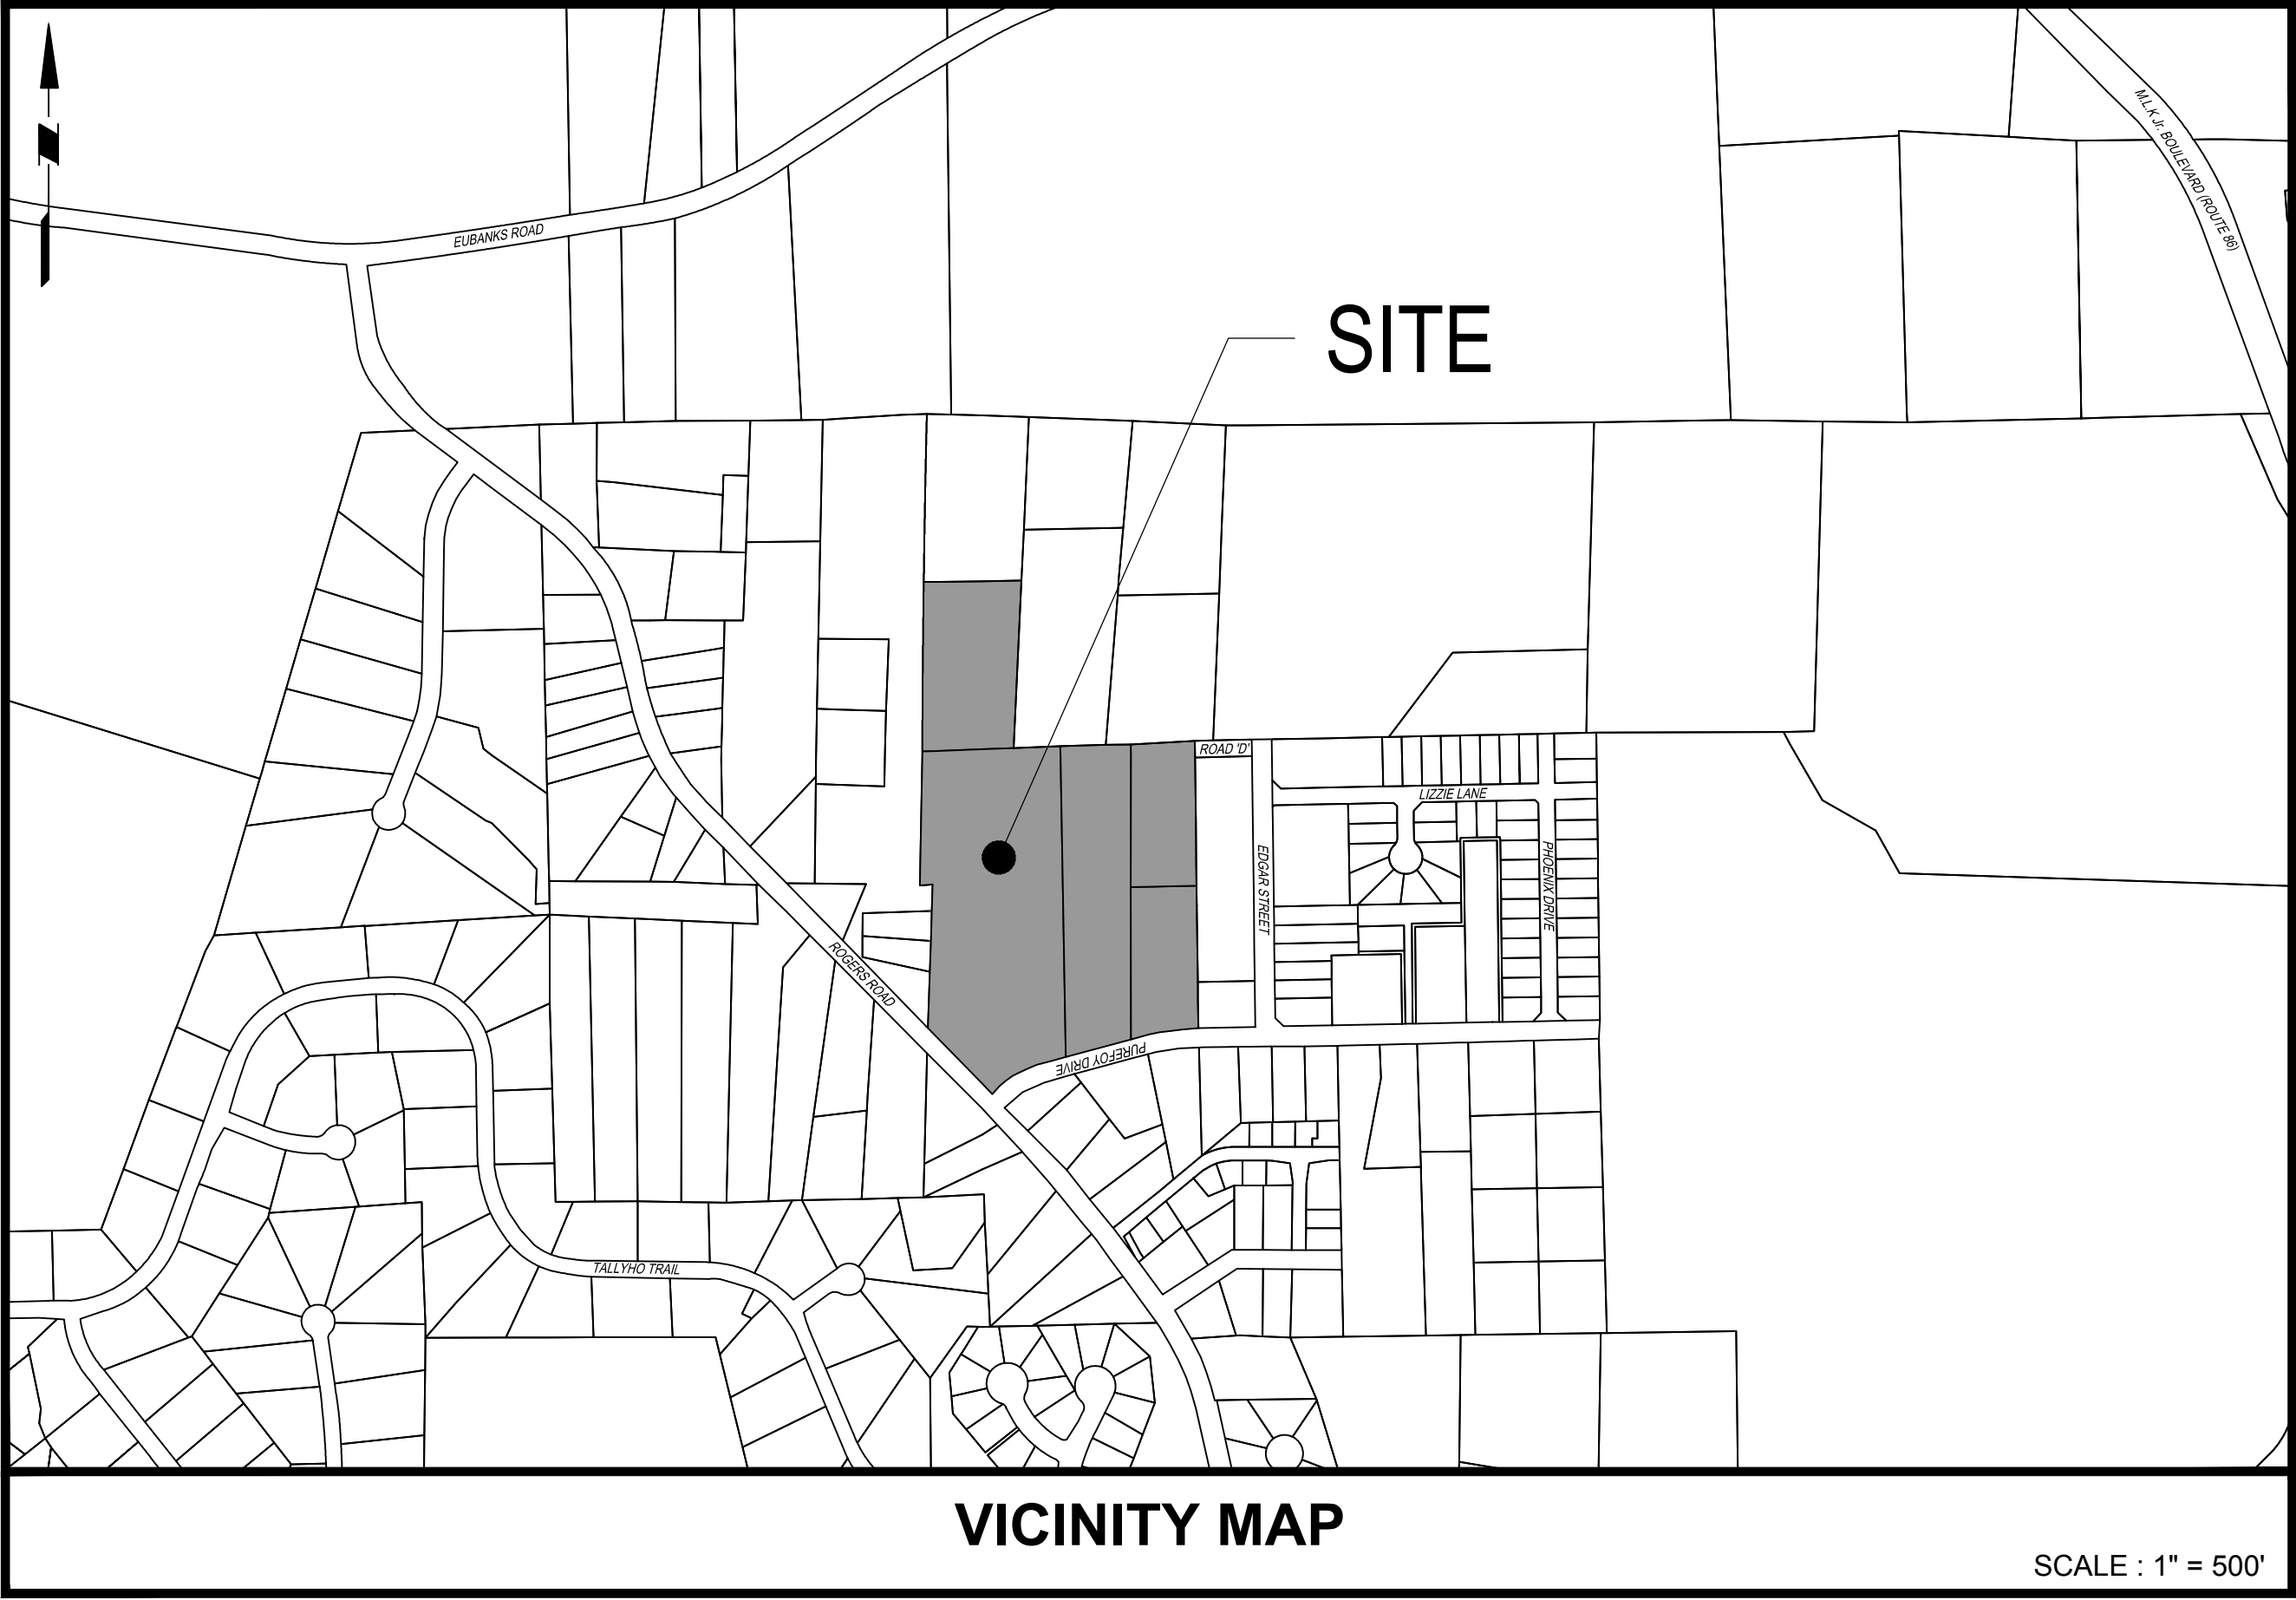 M.L.K Jr. BOULEVARD (ROUTE 86)
N
EUBANKS ROAD
SITE
ROAD 'D'
LIZZIE LANE
EDGAR STREET
PHOENIX DRIVE
ROGERS ROAD
PUREFOY DRIVE
TALLYHO TRAIL
VICINITY MAP
SCALE : 1" = 500'